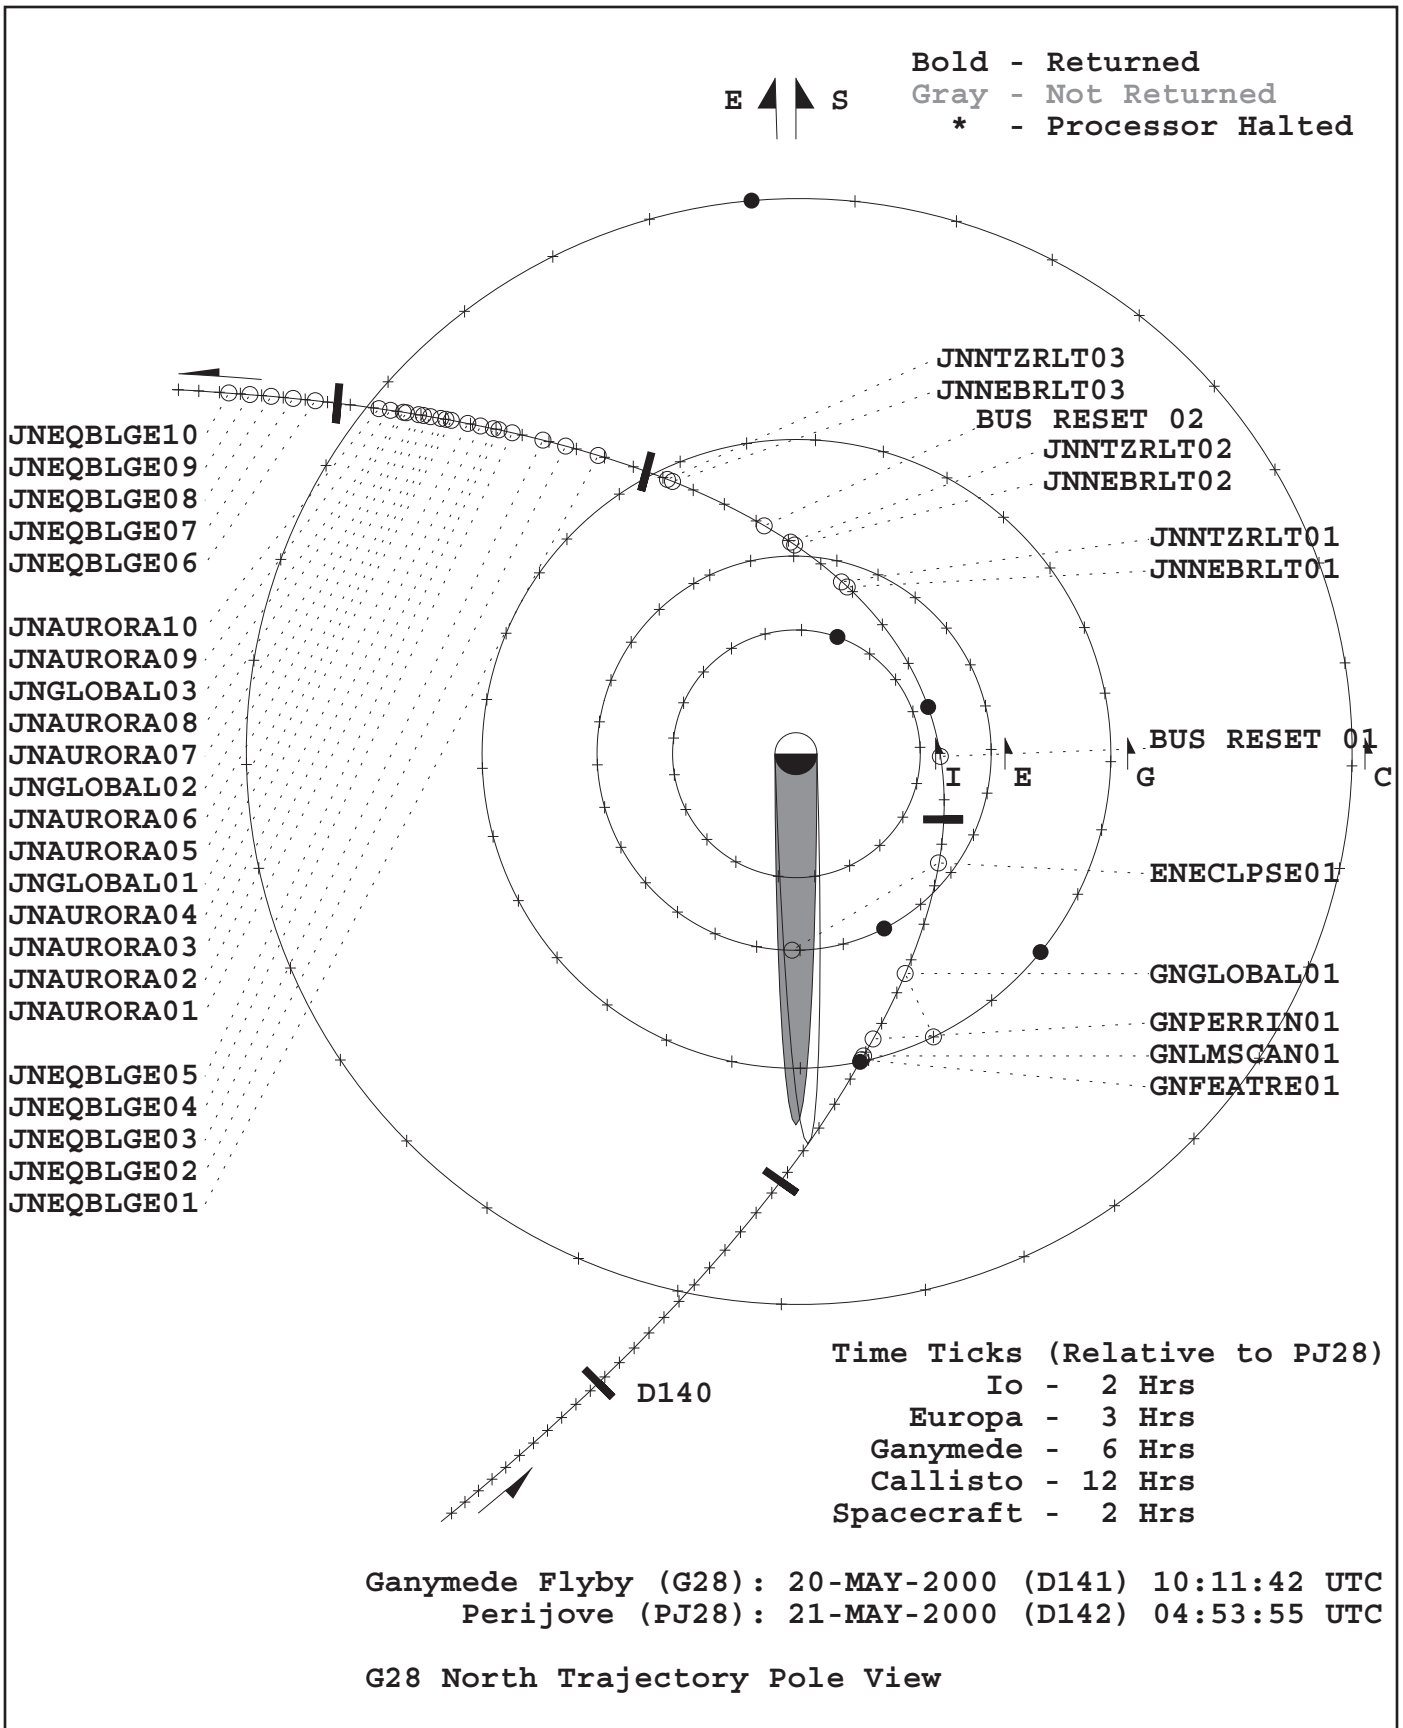 Bold - Returned
E S Gray - Not Returned
* - Processor Halted
JNNTZRLT03
JNNEBRLT03
BUS RESET 02
JNNTZRLT02
JNNEBRLT02
JNNTZRLT01
JNNEBRLT01
JNEQBLGE10
JNEQBLGE09
JNEQBLGE08
JNEQBLGE07
JNEQBLGE06
JNAURORA10
JNAURORA09
JNGLOBAL03
JNAURORA08
JNAURORA07
JNGLOBAL02
JNAURORA06
JNAURORA05
JNGLOBAL01
JNAURORA04
JNAURORA03
JNAURORA02
JNAURORA01
JNEQBLGE05
JNEQBLGE04
JNEQBLGE03
JNEQBLGE02
JNEQBLGE01
BUS RESET 01
I E G C
ENECLPSE01
GNGLOBAL01
GNPERRIN01
GNLMSCAN01
GNFEATRE01
D140
Time Ticks (Relative to PJ28)
Io - 2 Hrs
Europa - 3 Hrs
Ganymede - 6 Hrs
Callisto - 12 Hrs
Spacecraft - 2 Hrs
Ganymede Flyby (G28): 20-MAY-2000 (D141) 10:11:42 UTC
Perijove (PJ28): 21-MAY-2000 (D142) 04:53:55 UTC
G28 North Trajectory Pole View